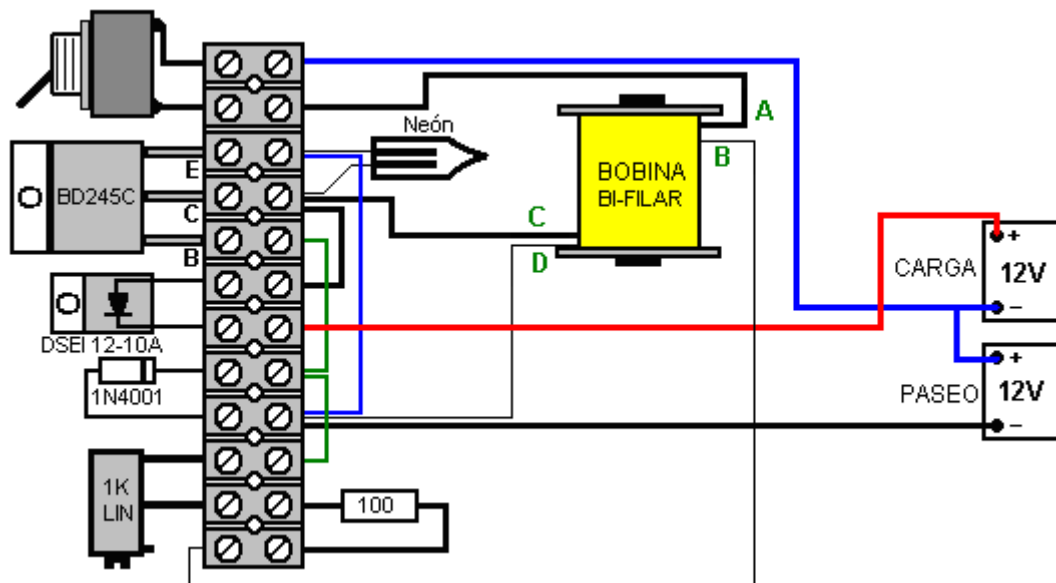 Neón
A
B
BOBINA
BI-FILAR
E
BD245C
C
C
B
D
+
CARGA
12V
−
DSEI 12-10A
+
1N4001
PASEO
12V
−
1K
LIN
100